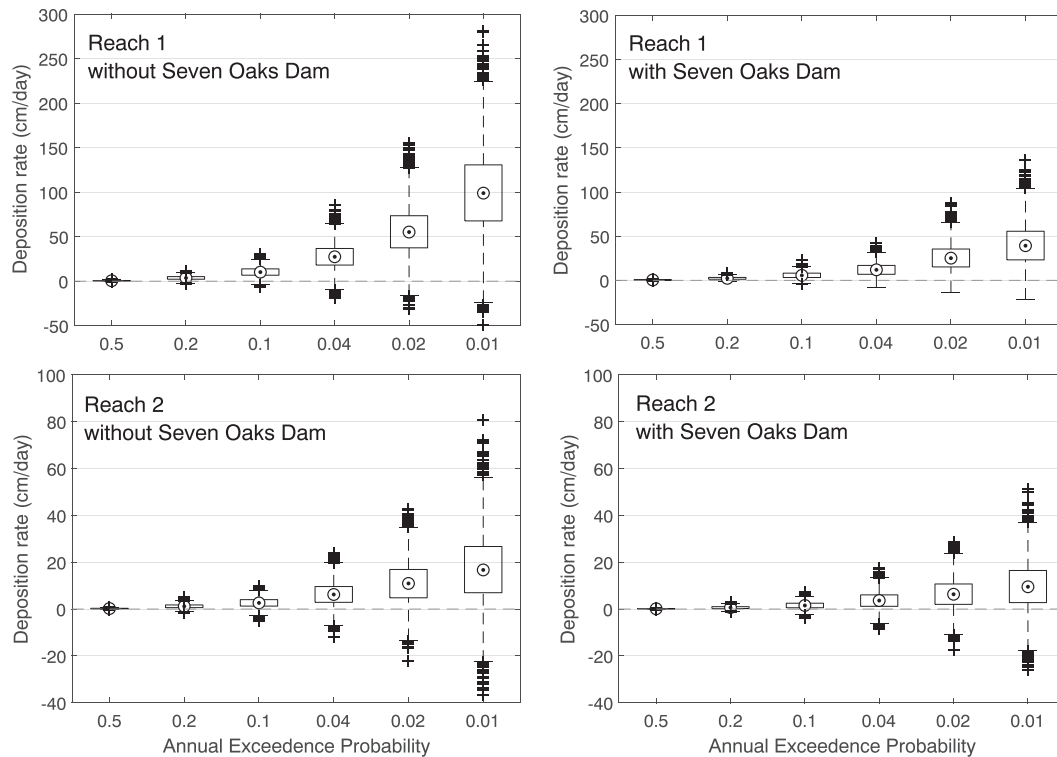 Reach 1
without Seven Oaks Dam
Deposition rate (cm/day)
300
250
200
150
100
50
0
-50
0.5 0.2 0.1 0.04 0.02 0.01
Reach 1
with Seven Oaks Dam
Deposition rate (cm/day)
300
250
200
150
100
50
0
-50
0.5 0.2 0.1 0.04 0.02 0.01
Reach 2
without Seven Oaks Dam
Deposition rate (cm/day)
100
80
60
40
20
0
-20
-40
0.5 0.2 0.1 0.04 0.02 0.01
Annual Exceedence Probability
Reach 2
with Seven Oaks Dam
Deposition rate (cm/day)
100
80
60
40
20
0
-20
-40
0.5 0.2 0.1 0.04 0.02 0.01
Annual Exceedence Probability